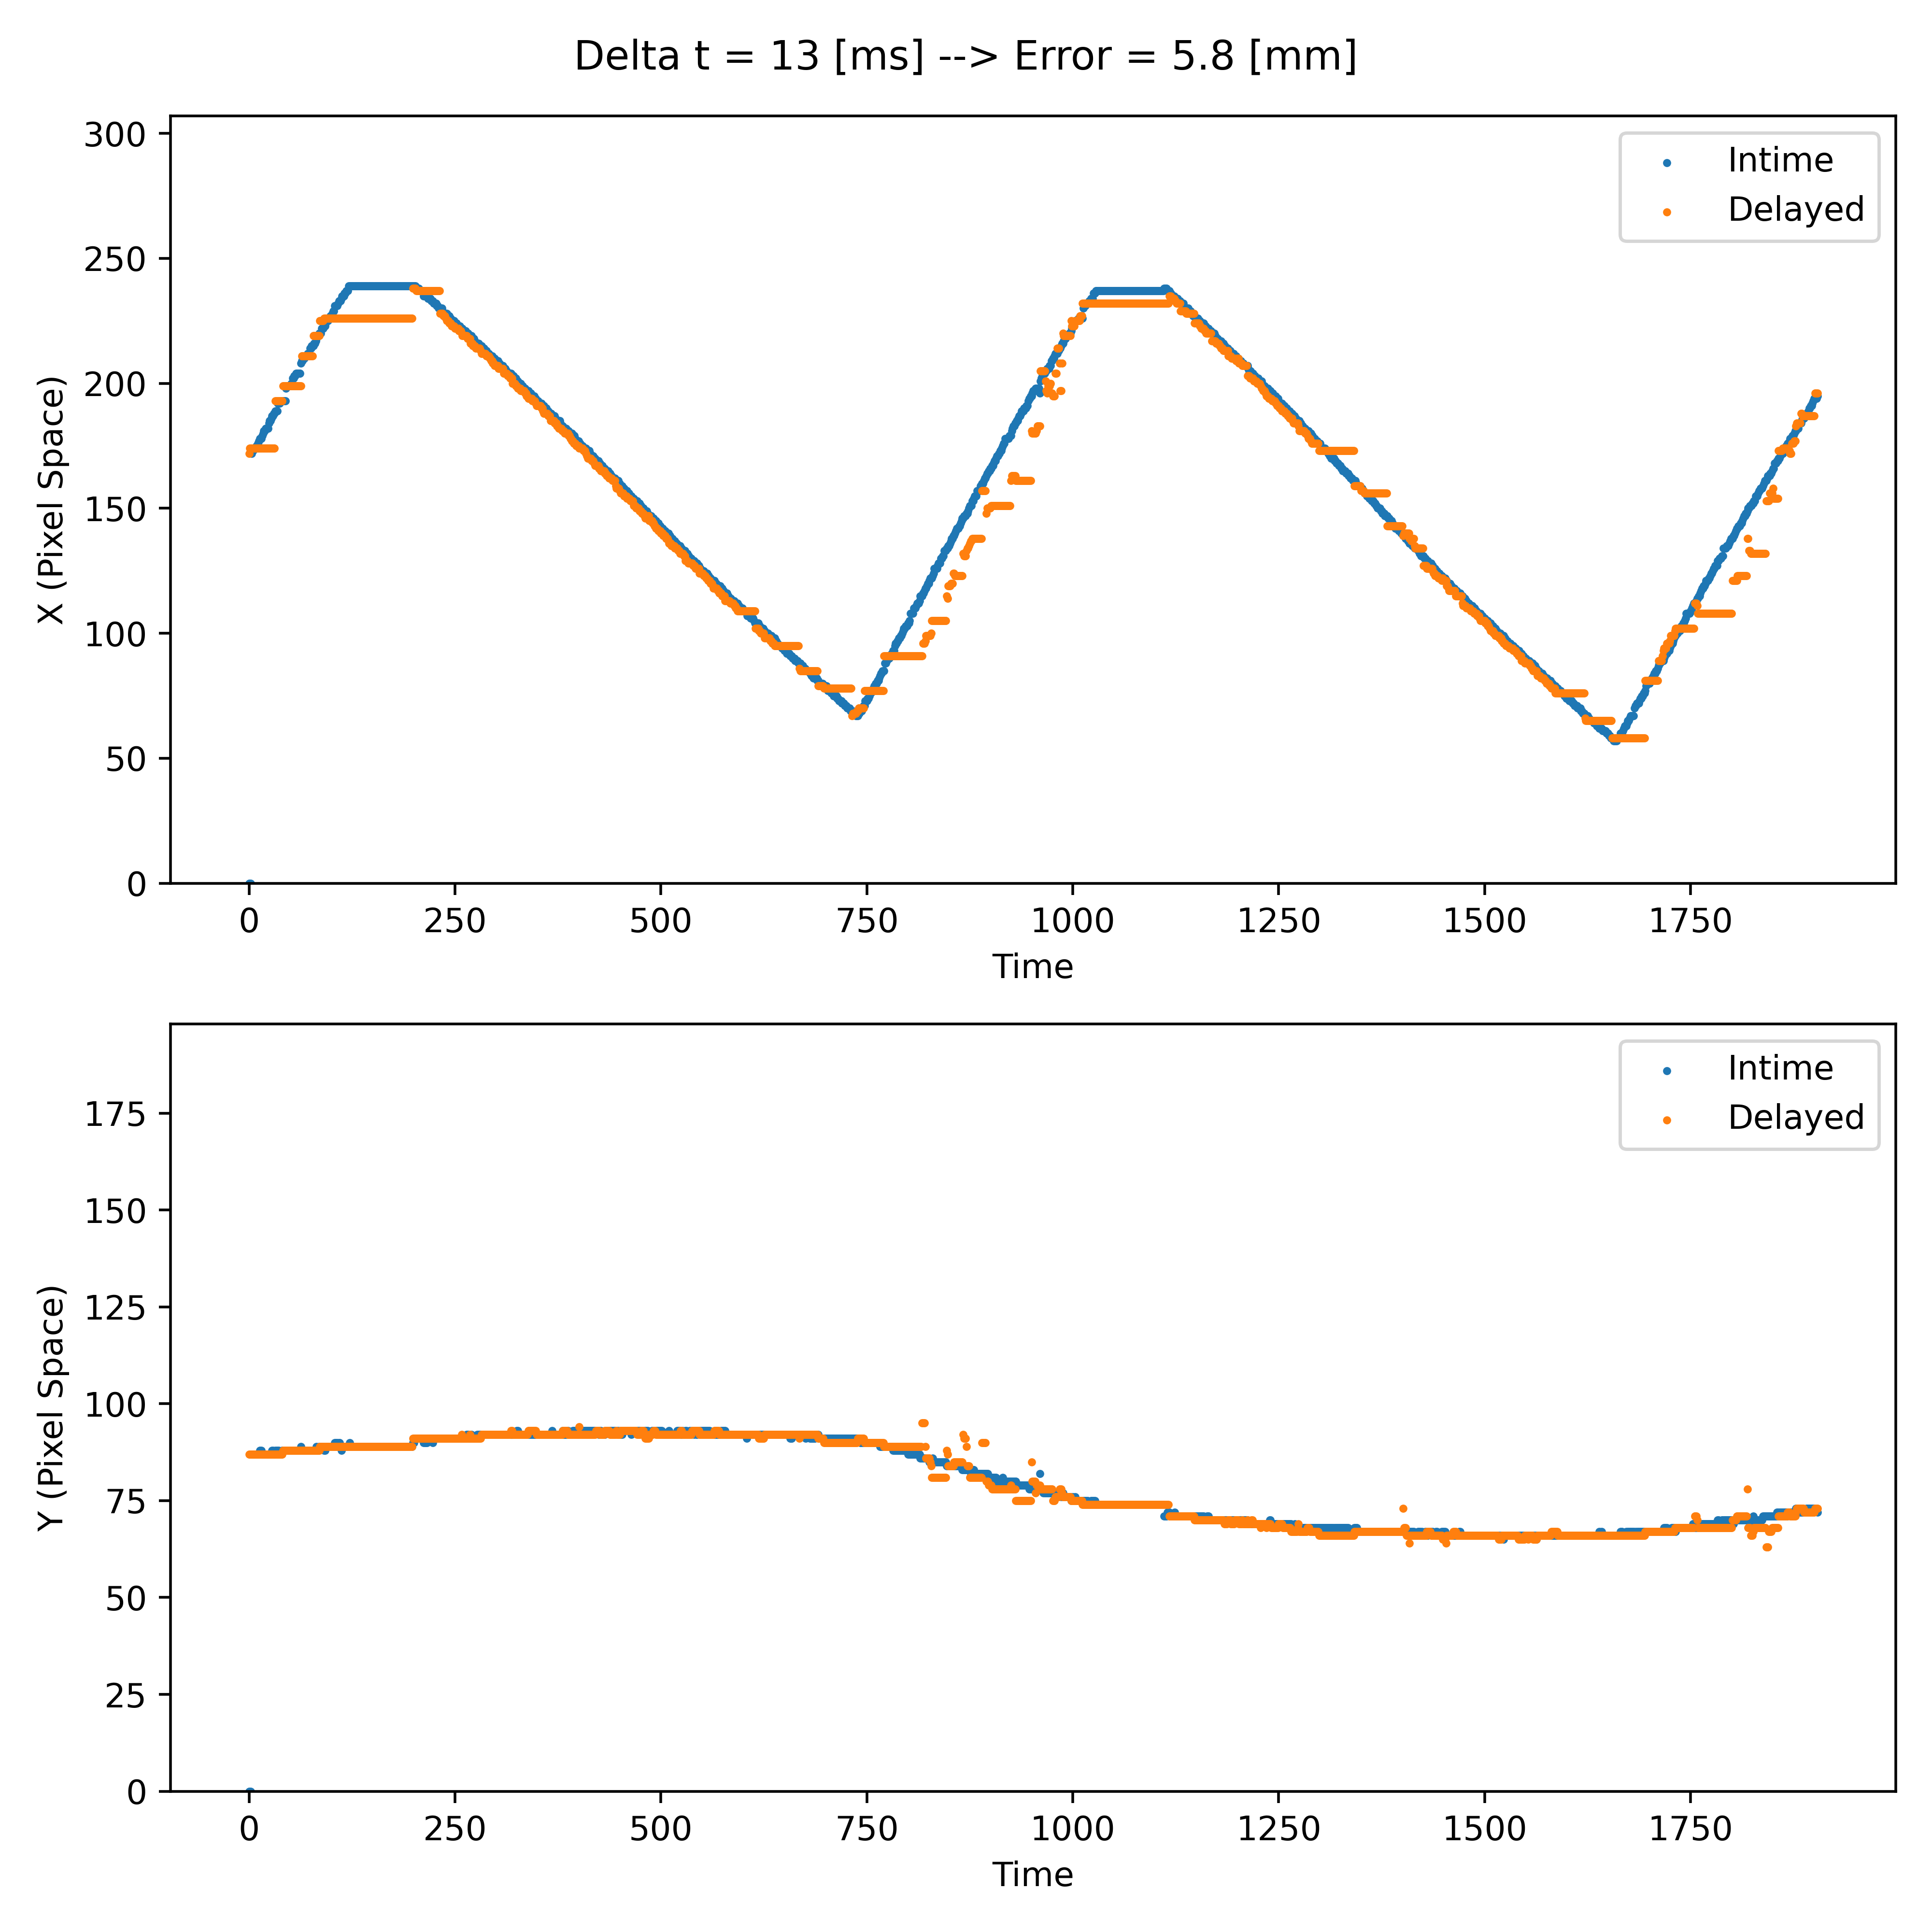 Delta t = 13 [ms] --> Error = 5.8 [mm]
300
250
200
150
100
50
0
X (Pixel Space)
Intime
Delayed
0 250 500 750 1000 1250 1500 1750
Time
175
150
125
100
75
50
25
0
Y (Pixel Space)
Intime
Delayed
0 250 500 750 1000 1250 1500 1750
Time